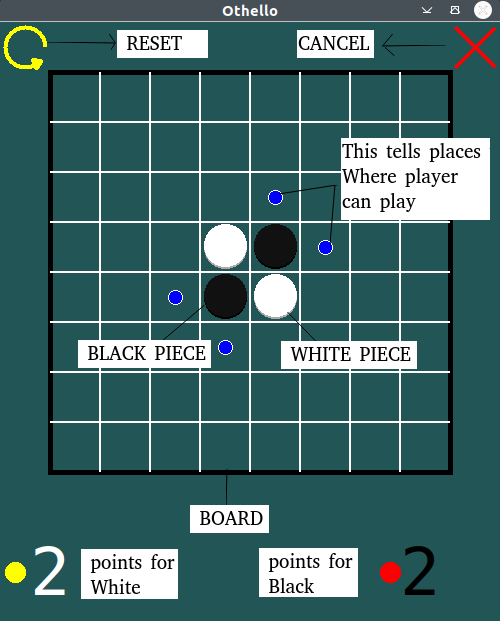 Othello
RESET
CANCEL
This tells places
Where player
can play
BLACK PIECE
WHITE PIECE
BOARD
2
points for
White
points for
Black
2